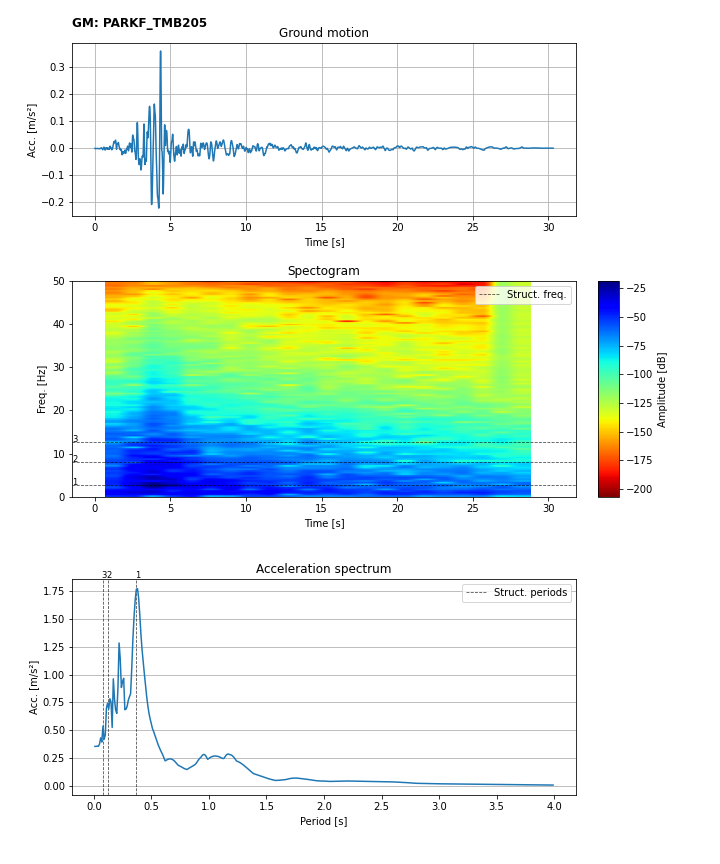 GM: PARKF_TMB205
Ground motion
Acc. [m/s²]
0.3
0.2
0.1
0.0
−0.1
−0.2
0 5 10 15 20 25 30
Time [s]
Spectogram
Freq. [Hz]
50
40
30
20
10
0
Struct. freq.
3
2
1
0 5 10 15 20 25 30
Time [s]
−25
−50
−75
−100
−125
−150
−175
−200
Amplitude [dB]
Acceleration spectrum
32 1
Struct. periods
Acc. [m/s²]
1.75
1.50
1.25
1.00
0.75
0.50
0.25
0.00
0.0 0.5 1.0 1.5 2.0 2.5 3.0 3.5 4.0
Period [s]